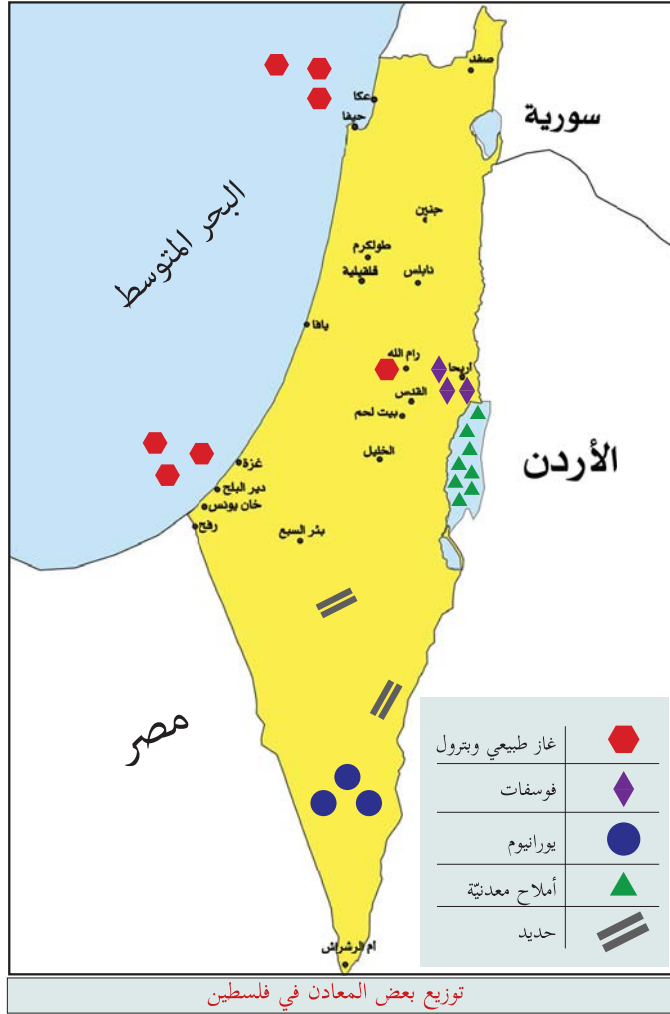 صفد
عكا
حيفا
سورية
البحر المتوسط
جنين
طولكرم
قلقيلية
نابلس
يافا
رام الله
أريحا
القدس
بيت لحم
الخليل
الأردن
غزة
دير البلح
خان يونس
رفح
بئر السبع
مصر
غاز طبيعي وبترول
فوسفات
يورانيوم
أملاح معدنيّة
حديد
أم الرشراش
توزيع بعض المعادن في فلسطين